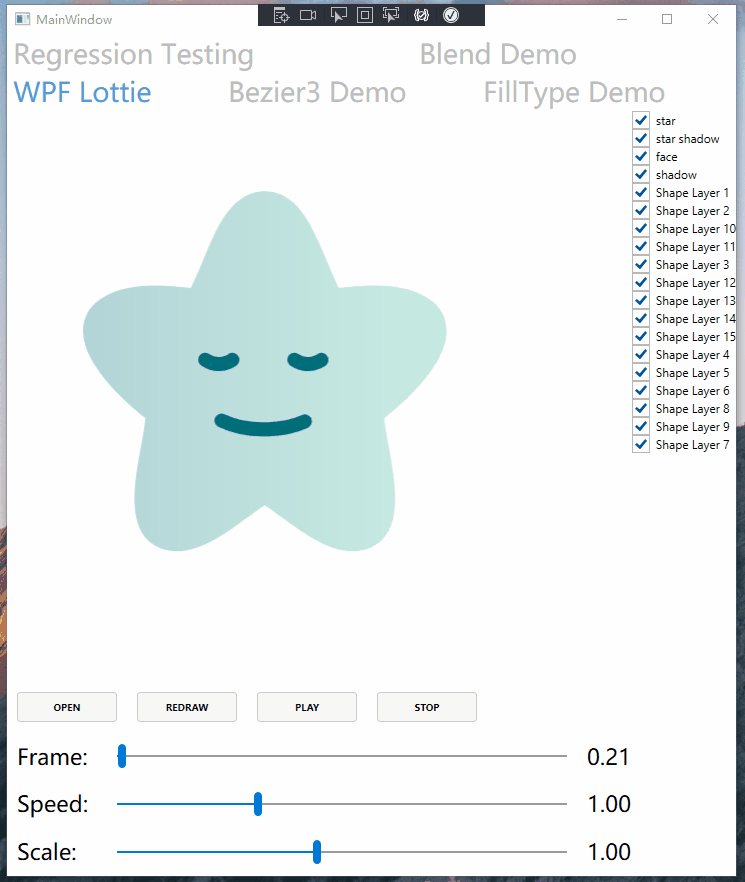 MainWindow
Regression Testing Blend Demo
WPF Lottie Bezier3 Demo FillType Demo
star
star shadow
face
shadow
Shape Layer 1
Shape Layer 2
Shape Layer 10
Shape Layer 11
Shape Layer 3
Shape Layer 12
Shape Layer 13
Shape Layer 14
Shape Layer 15
Shape Layer 4
Shape Layer 5
Shape Layer 6
Shape Layer 8
Shape Layer 9
Shape Layer 7
OPEN REDRAW PLAY STOP
Frame: 0.21
Speed: 1.00
Scale: 1.00